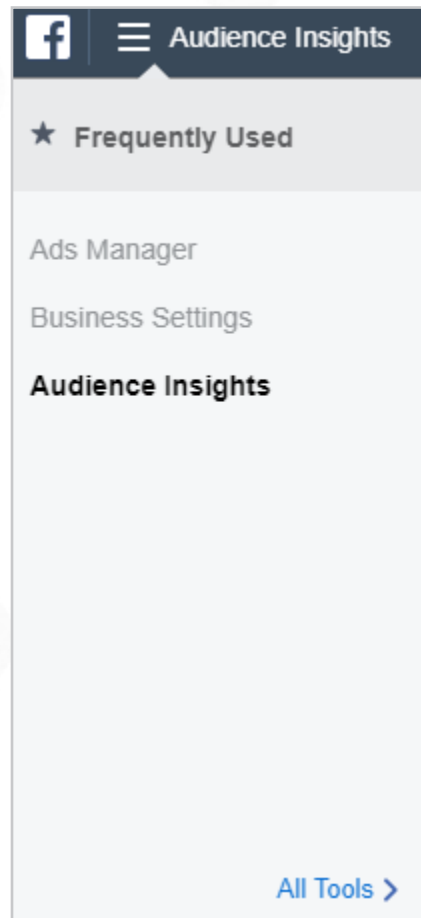 Audience Insights
Frequently Used
Ads Manager
Business Settings
Audience Insights
All Tools